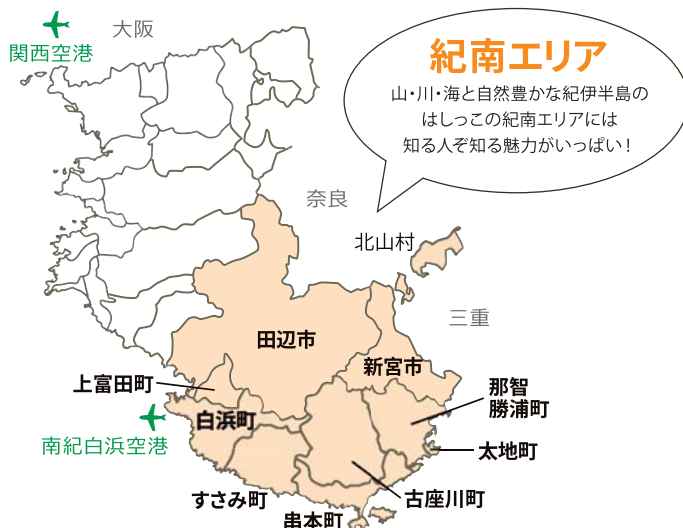 大阪
関西空港
紀南エリア
山・川・海と自然豊かな紀伊半島の
はしっこの紀南エリアには
知る人ぞ知る魅力がいっぱい！
奈良
北山村
三重
田辺市
新宮市
上富田町
那智
勝浦町
白浜町
南紀白浜空港
太地町
すさみ町
古座川町
串本町